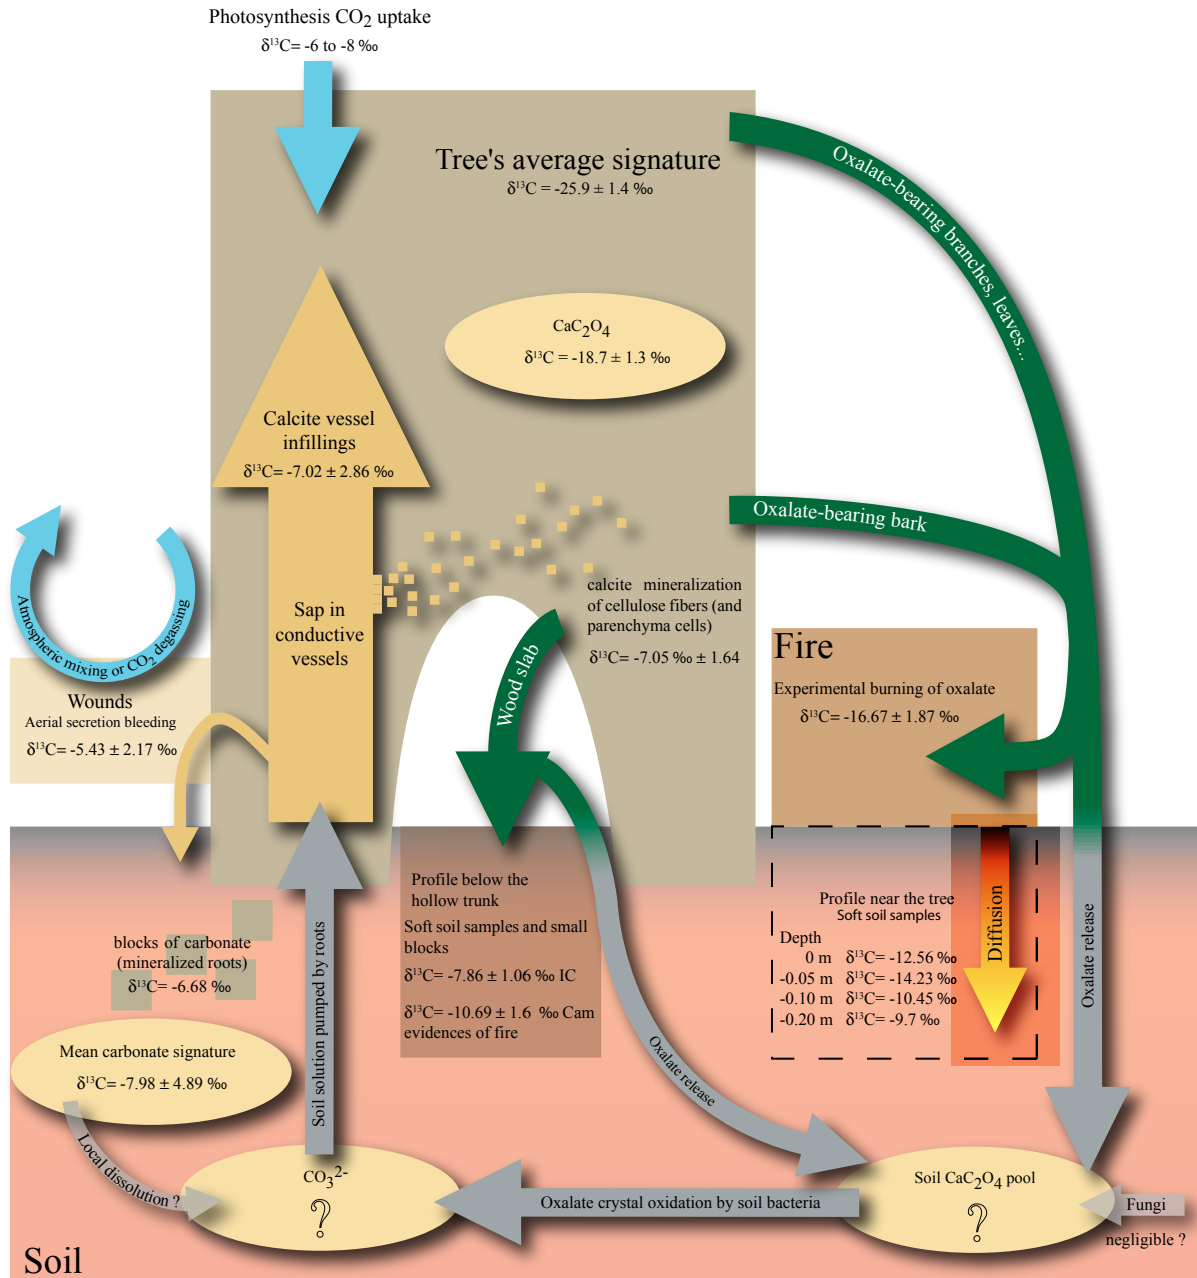 Photosynthesis CO₂ uptake
δ¹³C= -6 to -8 ‰
Tree's average signature
δ¹³C = -25.9 ± 1.4 ‰
Oxalate-bearing branches, leaves...
CaC₂O₄
δ¹³C = -18.7 ± 1.3 ‰
Calcite vessel
infillings
δ¹³C= -7.02 ± 2.86 ‰
Oxalate-bearing bark
Atmospheric mixing or CO₂ degassing
Sap in
conductive
vessels
calcite mineralization
of cellulose fibers (and
parenchyma cells)
δ¹³C= -7.05 ‰ ± 1.64
Wood slab
Fire
Experimental burning of oxalate
δ¹³C= -16.67 ± 1.87 ‰
Wounds
Aerial secretion bleeding
δ¹³C= -5.43 ± 2.17 ‰
Profile below the
hollow trunk
Soft soil samples and small
blocks
δ¹³C= -7.86 ± 1.06 ‰ IC
δ¹³C= -10.69 ± 1.6 ‰ Cam
evidences of fire
Profile near the tree
Soft soil samples
Depth
0 m δ¹³C= -12.56 ‰
-0.05 m δ¹³C= -14.23 ‰
-0.10 m δ¹³C= -10.45 ‰
-0.20 m δ¹³C= -9.7 ‰
Diffusion
Oxalate release
blocks of carbonate
(mineralized roots)
δ¹³C= -6.68 ‰
Soil solution pumped by roots
Oxalate release
Mean carbonate signature
δ¹³C= -7.98 ± 4.89 ‰
Local dissolution ?
CO₃²⁻
?
Oxalate crystal oxidation by soil bacteria
Soil CaC₂O₄ pool
?
Fungi
negligible ?
Soil